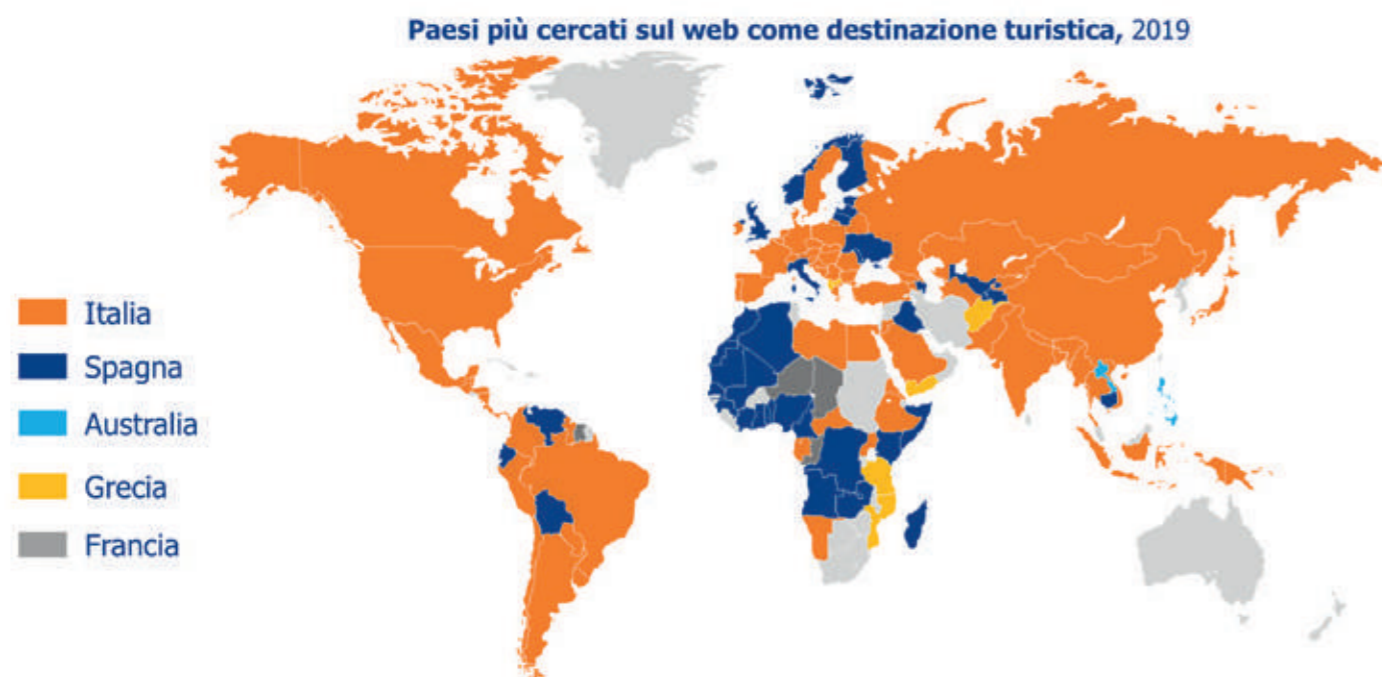 Paesi più cercati sul web come destinazione turistica, 2019
Italia
Spagna
Australia
Grecia
Francia